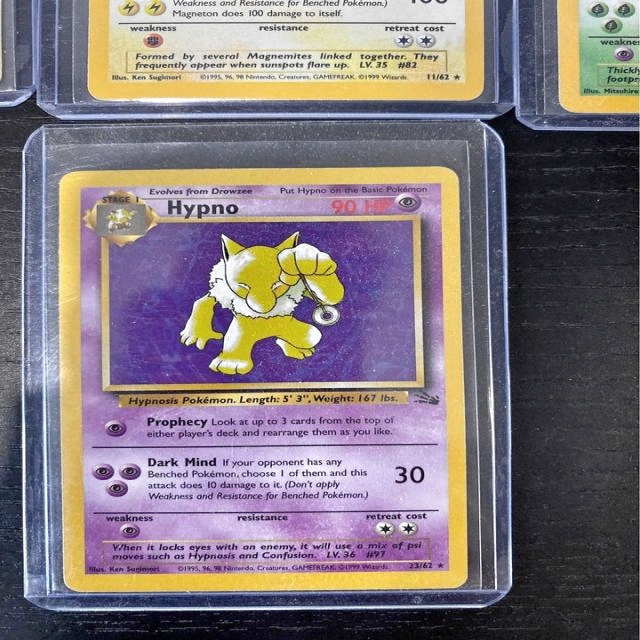 Weakness and Resistance for Benched Pokémon.)
Magneton does 100 damage to itself.
weakness resistance retreat cost
Formed by several Magnemites linked together. They
frequently appear when sunspots flare up. LV. 35 #82
Illus. Ken Sugimori ©1995, 96, 98 Nintendo, Creatures, GAMEFREAK. ©1999 Wizards. 11/62 ★
Thickly
footpr
Illus. Mitsuhiro
Evolves from Drowzee Put Hypno on the Basic Pokémon
STAGE 1
Hypno 90 HP
Hypnosis Pokémon. Length: 5' 3", Weight: 167 lbs.
Prophecy Look at up to 3 cards from the top of
either player's deck and rearrange them as you like.
Dark Mind If your opponent has any
Benched Pokémon, choose 1 of them and this
attack does 10 damage to it. (Don't apply
Weakness and Resistance for Benched Pokémon.)
30
weakness resistance retreat cost
When it locks eyes with an enemy, it will use a mix of psi
moves such as Hypnosis and Confusion. LV. 36 #97
Illus. Ken Sugimori ©1995, 96, 98 Nintendo, Creatures, GAMEFREAK. ©1999 Wizards. 23/62 ★